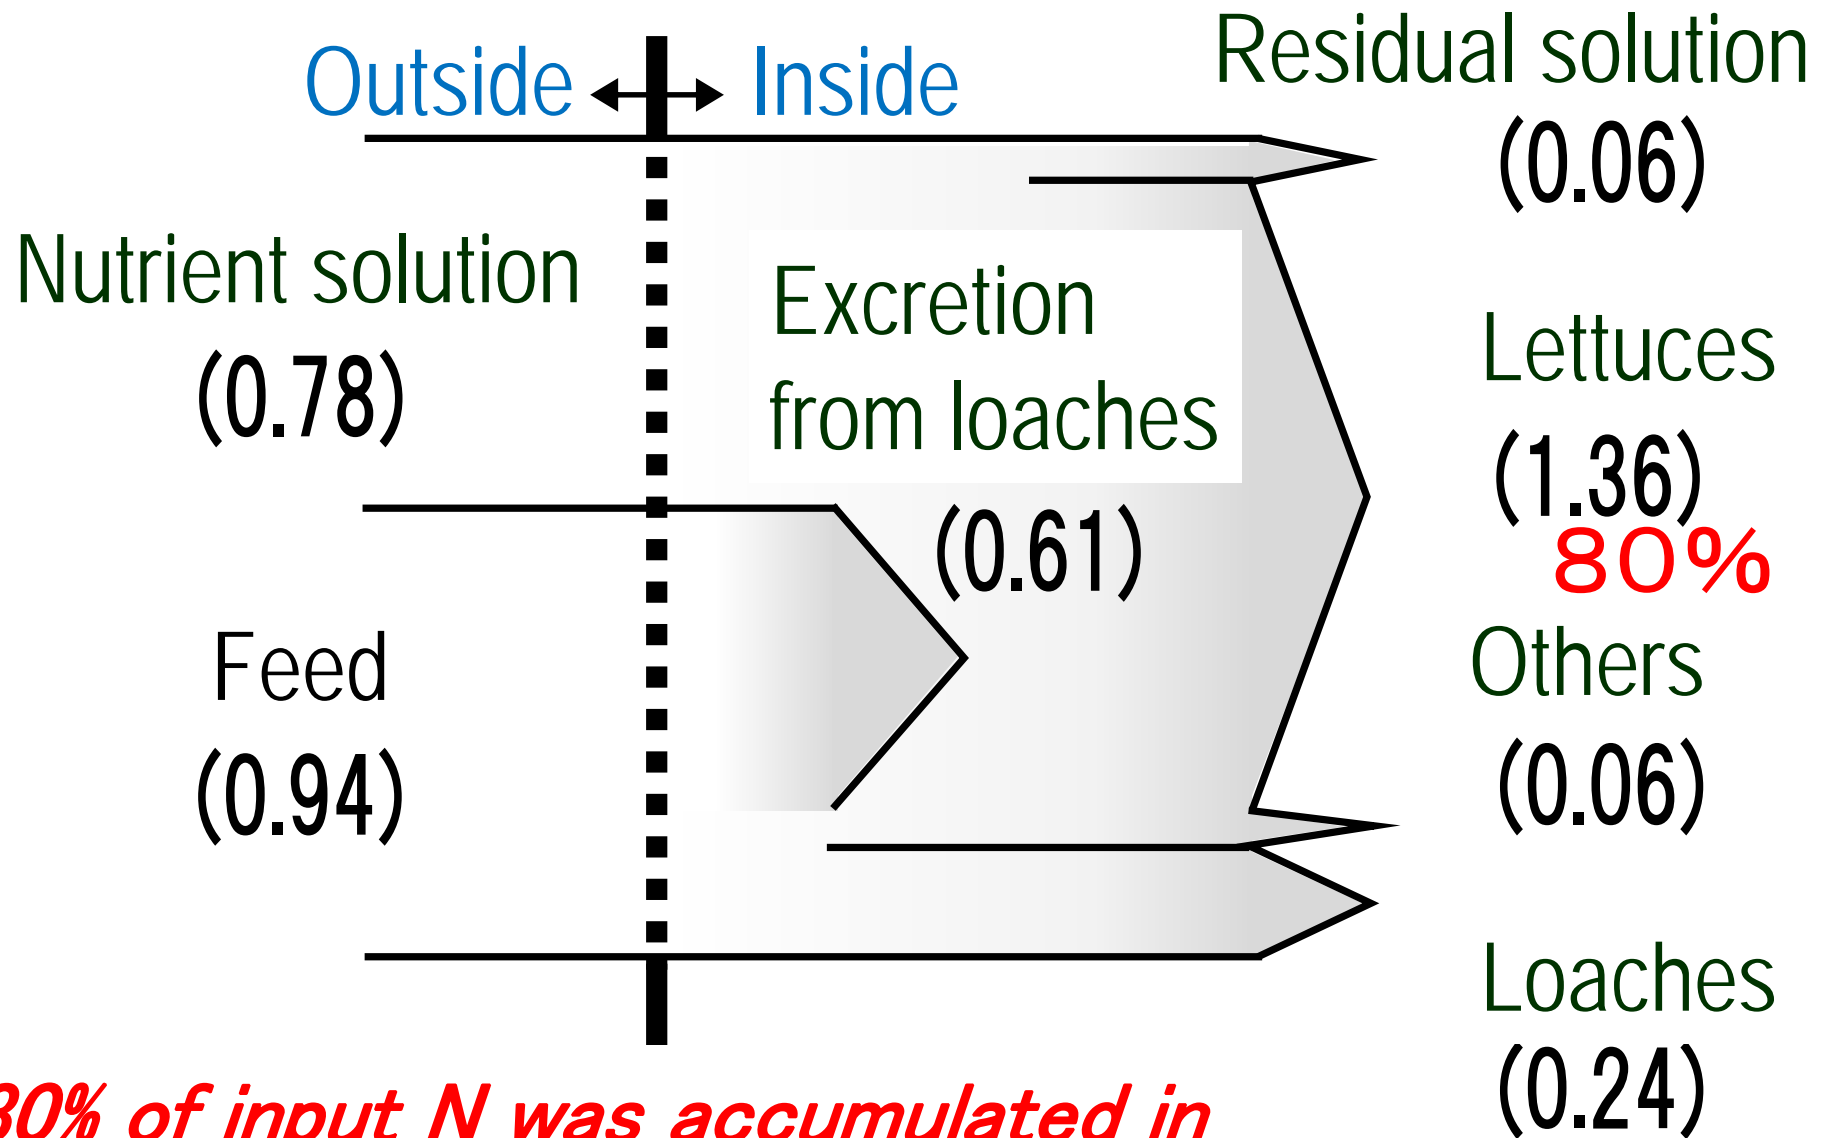 Outside
Inside
Residual solution
(0.06)
Nutrient solution
(0.78)
Excretion
from loaches
(0.61)
Lettuces
(1.36)
80%
Feed
(0.94)
Others
(0.06)
Loaches
(0.24)
80% of input N was accumulated in